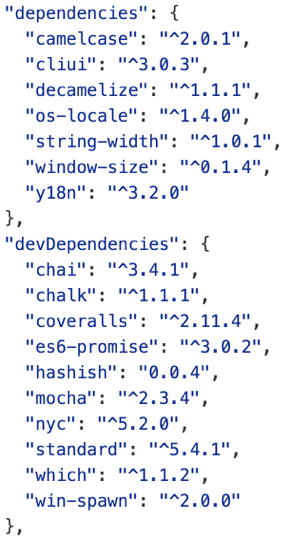 "dependencies": {
  "camelcase": "^2.0.1",
  "cliui": "^3.0.3",
  "decamelize": "^1.1.1",
  "os-locale": "^1.4.0",
  "string-width": "^1.0.1",
  "window-size": "^0.1.4",
  "y18n": "^3.2.0"
},
"devDependencies": {
  "chai": "^3.4.1",
  "chalk": "^1.1.1",
  "coveralls": "^2.11.4",
  "es6-promise": "^3.0.2",
  "hashish": "0.0.4",
  "mocha": "^2.3.4",
  "nyc": "^5.2.0",
  "standard": "^5.4.1",
  "which": "^1.1.2",
  "win-spawn": "^2.0.0"
},